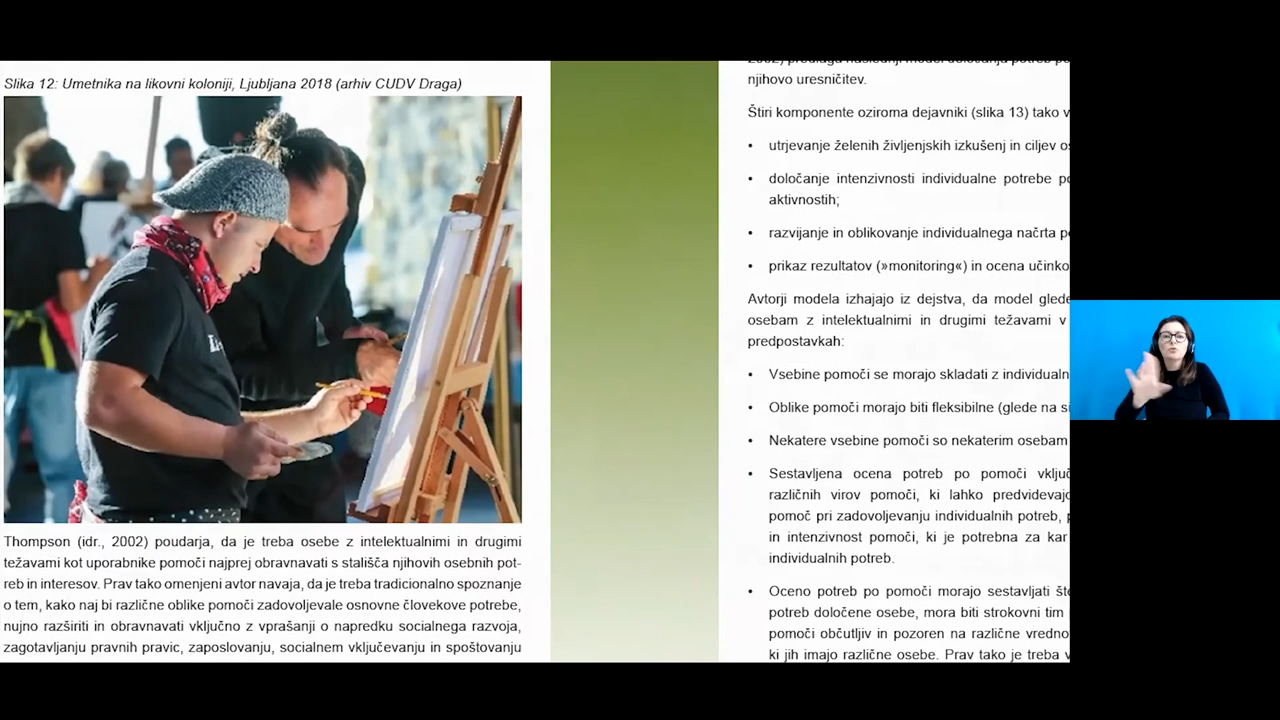 Slika 12: Umetnika na likovni koloniji, Ljubljana 2018 (arhiv CUDV Draga)
Thompson (idr., 2002) poudarja, da je treba osebe z intelektualnimi in drugimi
težavami kot uporabnike pomoči najprej obravnavati s stališča njihovih osebnih pot-
reb in interesov. Prav tako omenjeni avtor navaja, da je treba tradicionalno spoznanje
o tem, kako naj bi različne oblike pomoči zadovoljevale osnovne človekove potrebe,
nujno razširiti in obravnavati vključno z vprašanji o napredku socialnega razvoja,
zagotavljanju pravnih pravic, zaposlovanju, socialnem vključevanju in spoštovanju
njihovo uresničitev.
Štiri komponente oziroma dejavniki (slika 13) tako v
• utrjevanje želenih življenjskih izkušenj in ciljev
• določanje intenzivnosti individualne potrebe
aktivnostih;
• razvijanje in oblikovanje individualnega načrta
• prikaz rezultatov (»monitoring«) in ocena učinko
Avtorji modela izhajajo iz dejstva, da model glede
osebam z intelektualnimi in drugimi težavami v
predpostavkah:
• Vsebine pomoči se morajo skladati z individualn
• Oblike pomoči morajo biti fleksibilne (glede na
• Nekatere vsebine pomoči so nekaterim osebam
• Sestavljena ocena potreb po pomoči vključ
različnih virov pomoči, ki lahko predvidevajo
pomoč pri zadovoljevanju individualnih potreb,
in intenzivnost pomoči, ki je potrebna za kar
individualnih potreb.
• Oceno potreb po pomoči morajo sestavljati
potreb določene osebe, mora biti strokovni tim
pomoči občutljiv in pozoren na različne vredno
ki jih imajo različne osebe. Prav tako je treba